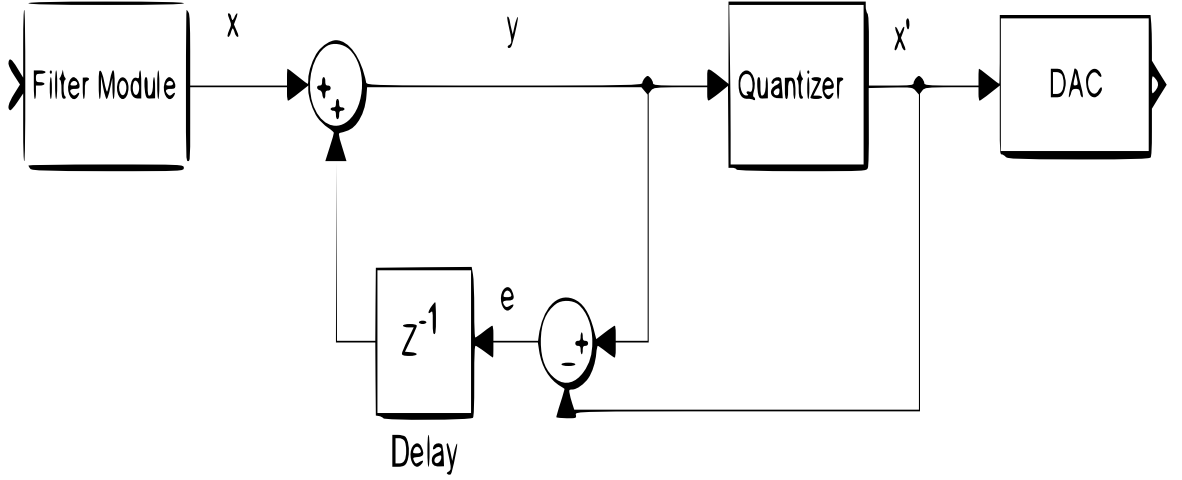 x
y
x'
Filter Module
+
+
Quantizer
DAC
e
z⁻¹
+
−
Delay